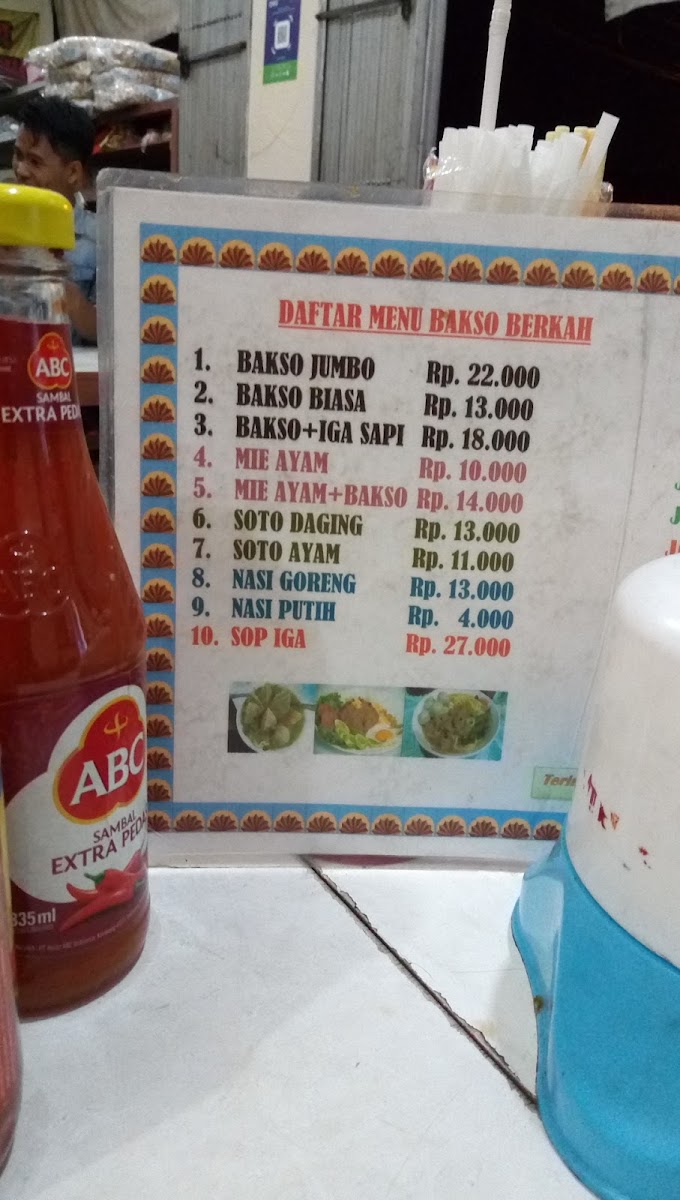 DAFTAR MENU BAKSO BERKAH
1. BAKSO JUMBO Rp. 22.000
2. BAKSO BIASA Rp. 13.000
3. BAKSO+IGA SAPI Rp. 18.000
4. MIE AYAM Rp. 10.000
5. MIE AYAM+BAKSO Rp. 14.000
6. SOTO DAGING Rp. 13.000
7. SOTO AYAM Rp. 11.000
8. NASI GORENG Rp. 13.000
9. NASI PUTIH Rp. 4.000
10. SOP IGA Rp. 27.000
ABC
SAMBAL
EXTRA PEDA
ABC
SAMBAL
EXTRA PEDA
335ml